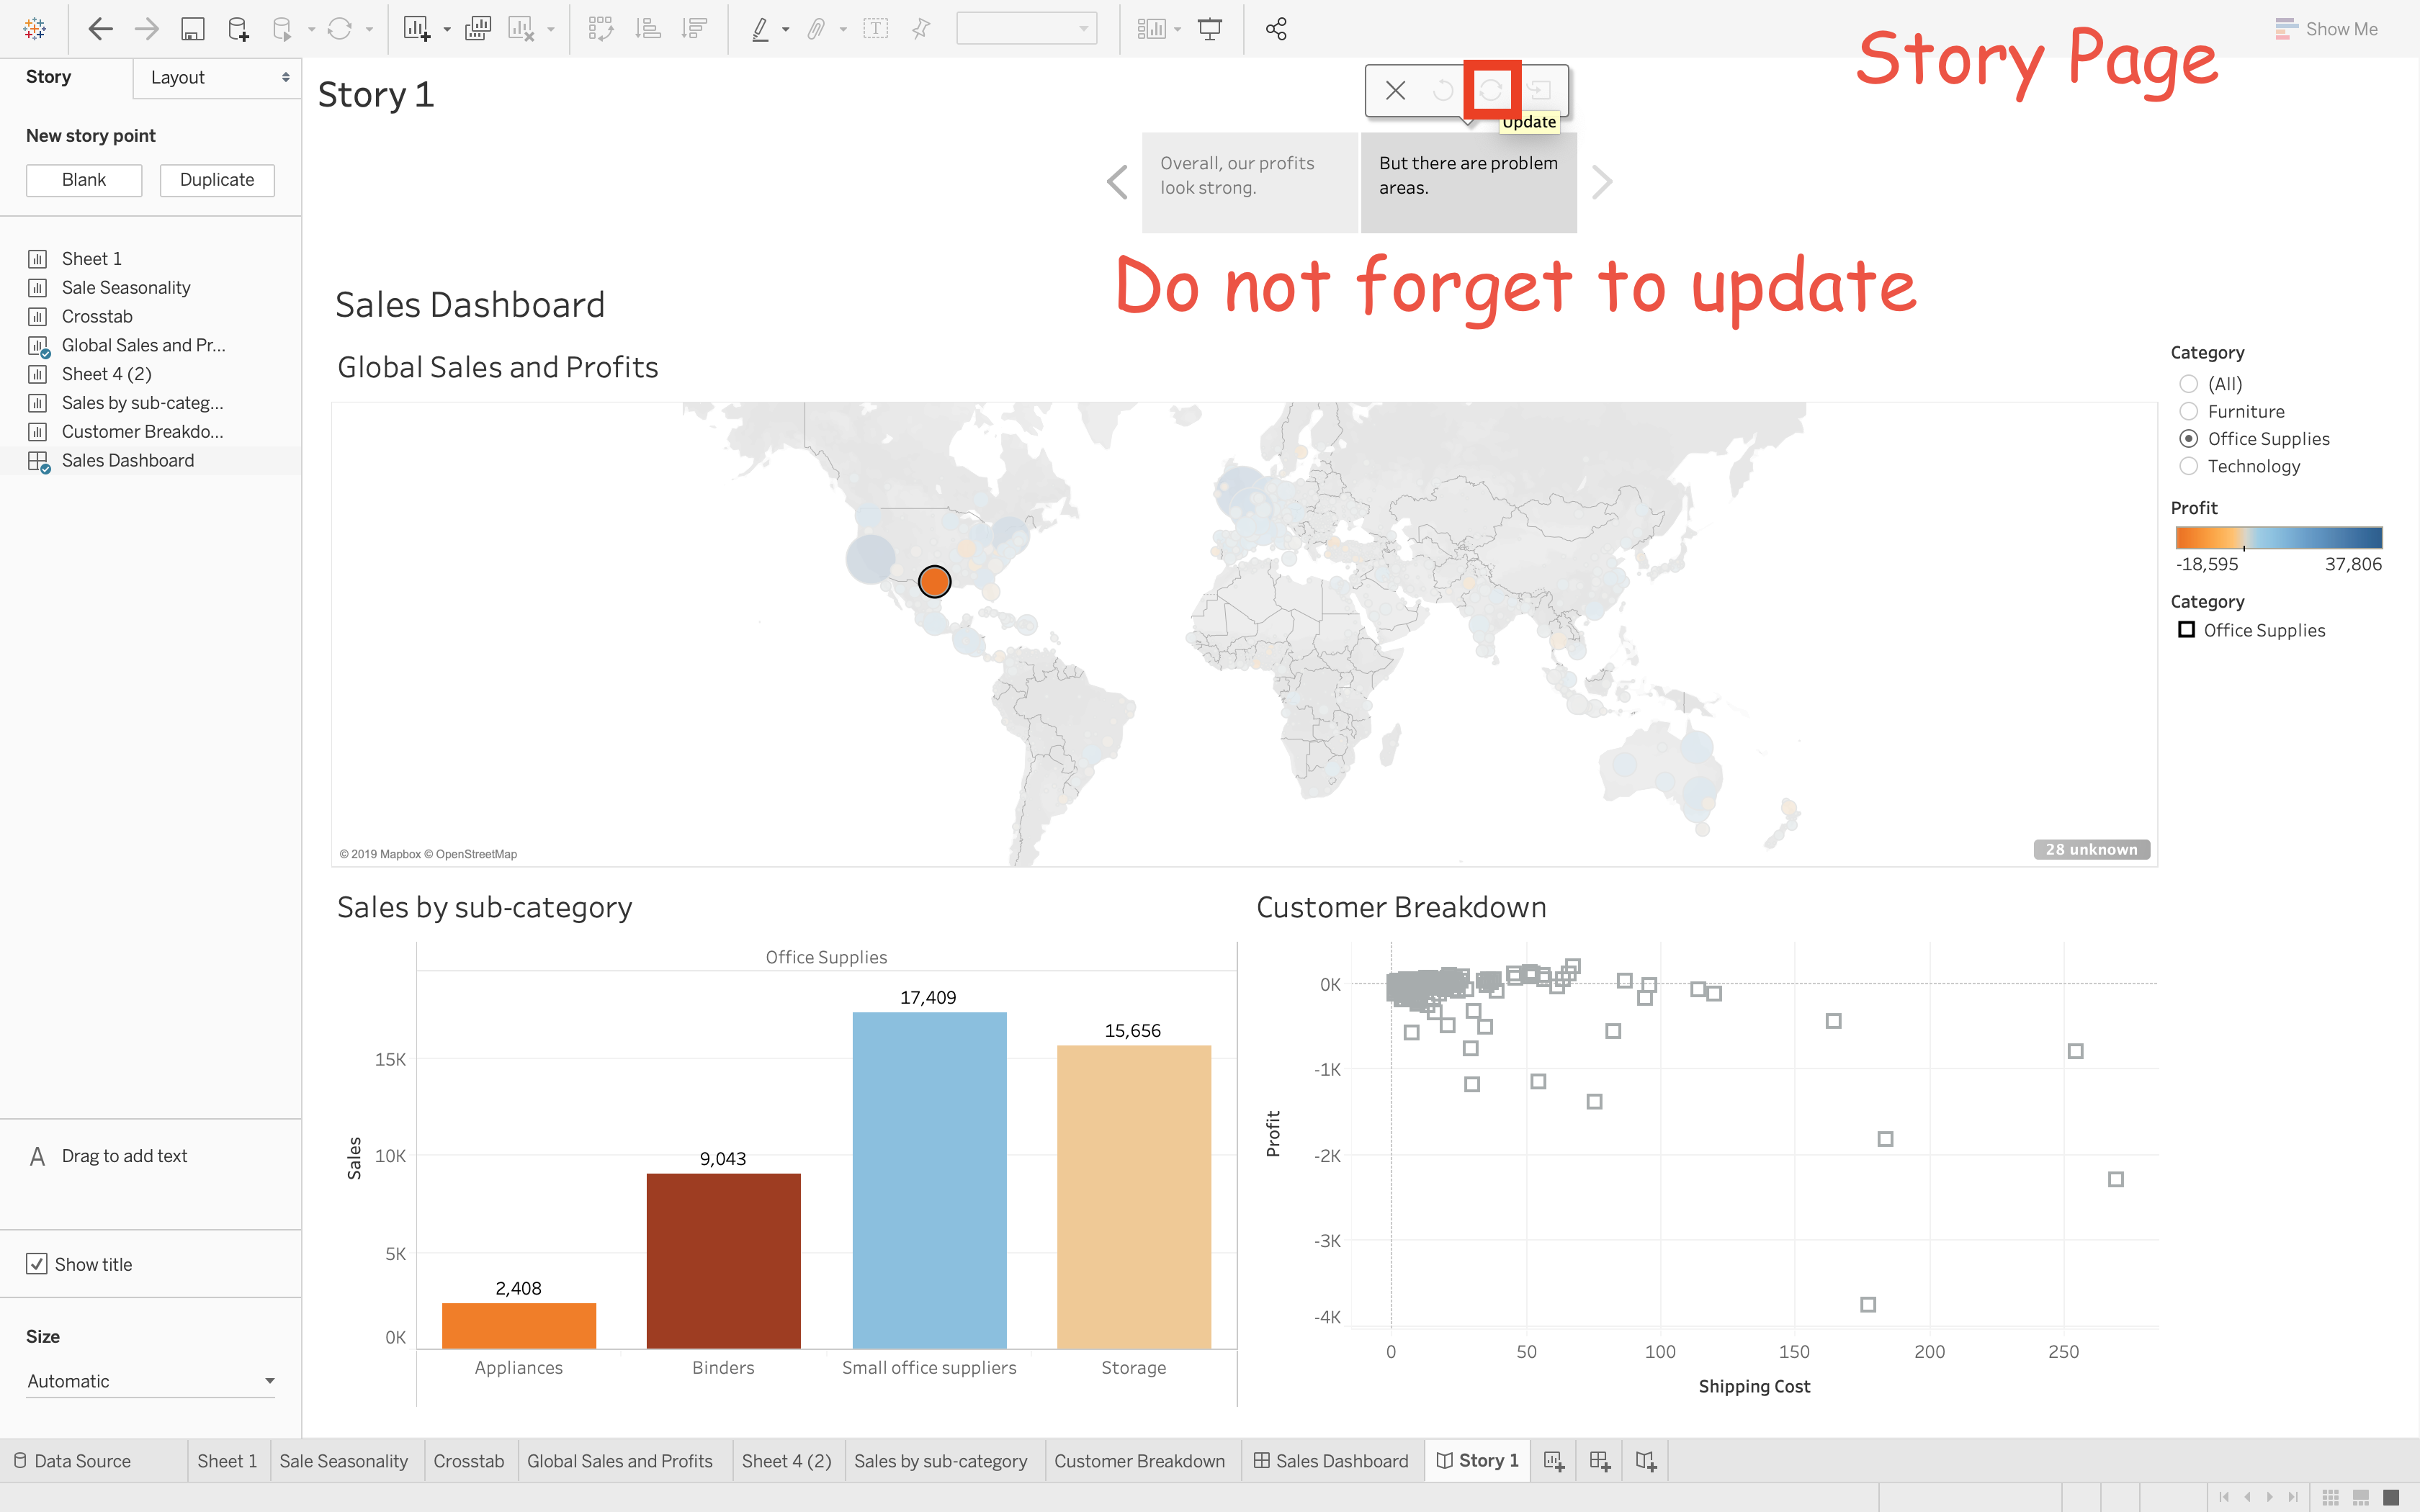 Show Me
Story Page
Story
Layout
Story 1
Update
New story point
Blank
Duplicate
Overall, our profits
look strong.
But there are problem
areas.
Do not forget to update
Sheet 1
Sale Seasonality
Crosstab
Global Sales and Pr...
Sheet 4 (2)
Sales by sub-categ...
Customer Breakdo...
Sales Dashboard
A Drag to add text
Show title
Size
Automatic
Sales Dashboard
Global Sales and Profits
© 2019 Mapbox © OpenStreetMap
28 unknown
Category
(All)
Furniture
Office Supplies
Technology
Profit
-18,595 37,806
Category
Office Supplies
Sales by sub-category
Office Supplies
17,409
15,656
15K
9,043
10K
Sales
5K
2,408
0K
Appliances Binders Small office suppliers Storage
Customer Breakdown
0K
-1K
Profit
-2K
-3K
-4K
0 50 100 150 200 250
Shipping Cost
Data Source Sheet 1 Sale Seasonality Crosstab Global Sales and Profits Sheet 4 (2) Sales by sub-category Customer Breakdown Sales Dashboard Story 1